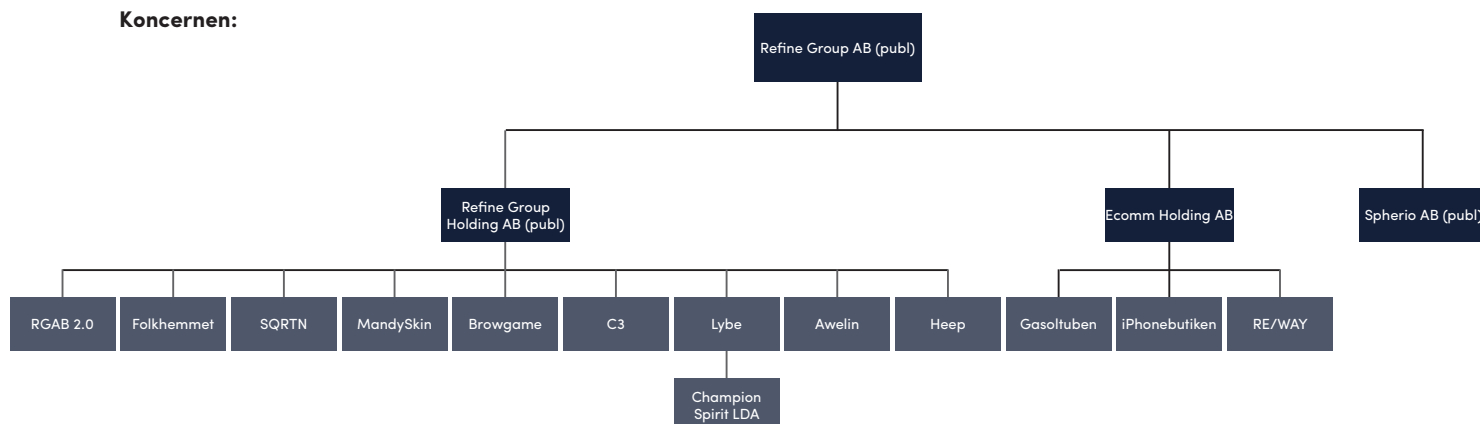 Koncernen:
Refine Group AB (publ)
Refine Group
Holding AB (publ)
Ecomm Holding AB
Spherio AB (publ)
RGAB 2.0
Folkhemmet
SQRTN
MandySkin
Browgame
C3
Lybe
Awelin
Heep
Gasoltuben
iPhonebutiken
RE/WAY
Champion
Spirit LDA